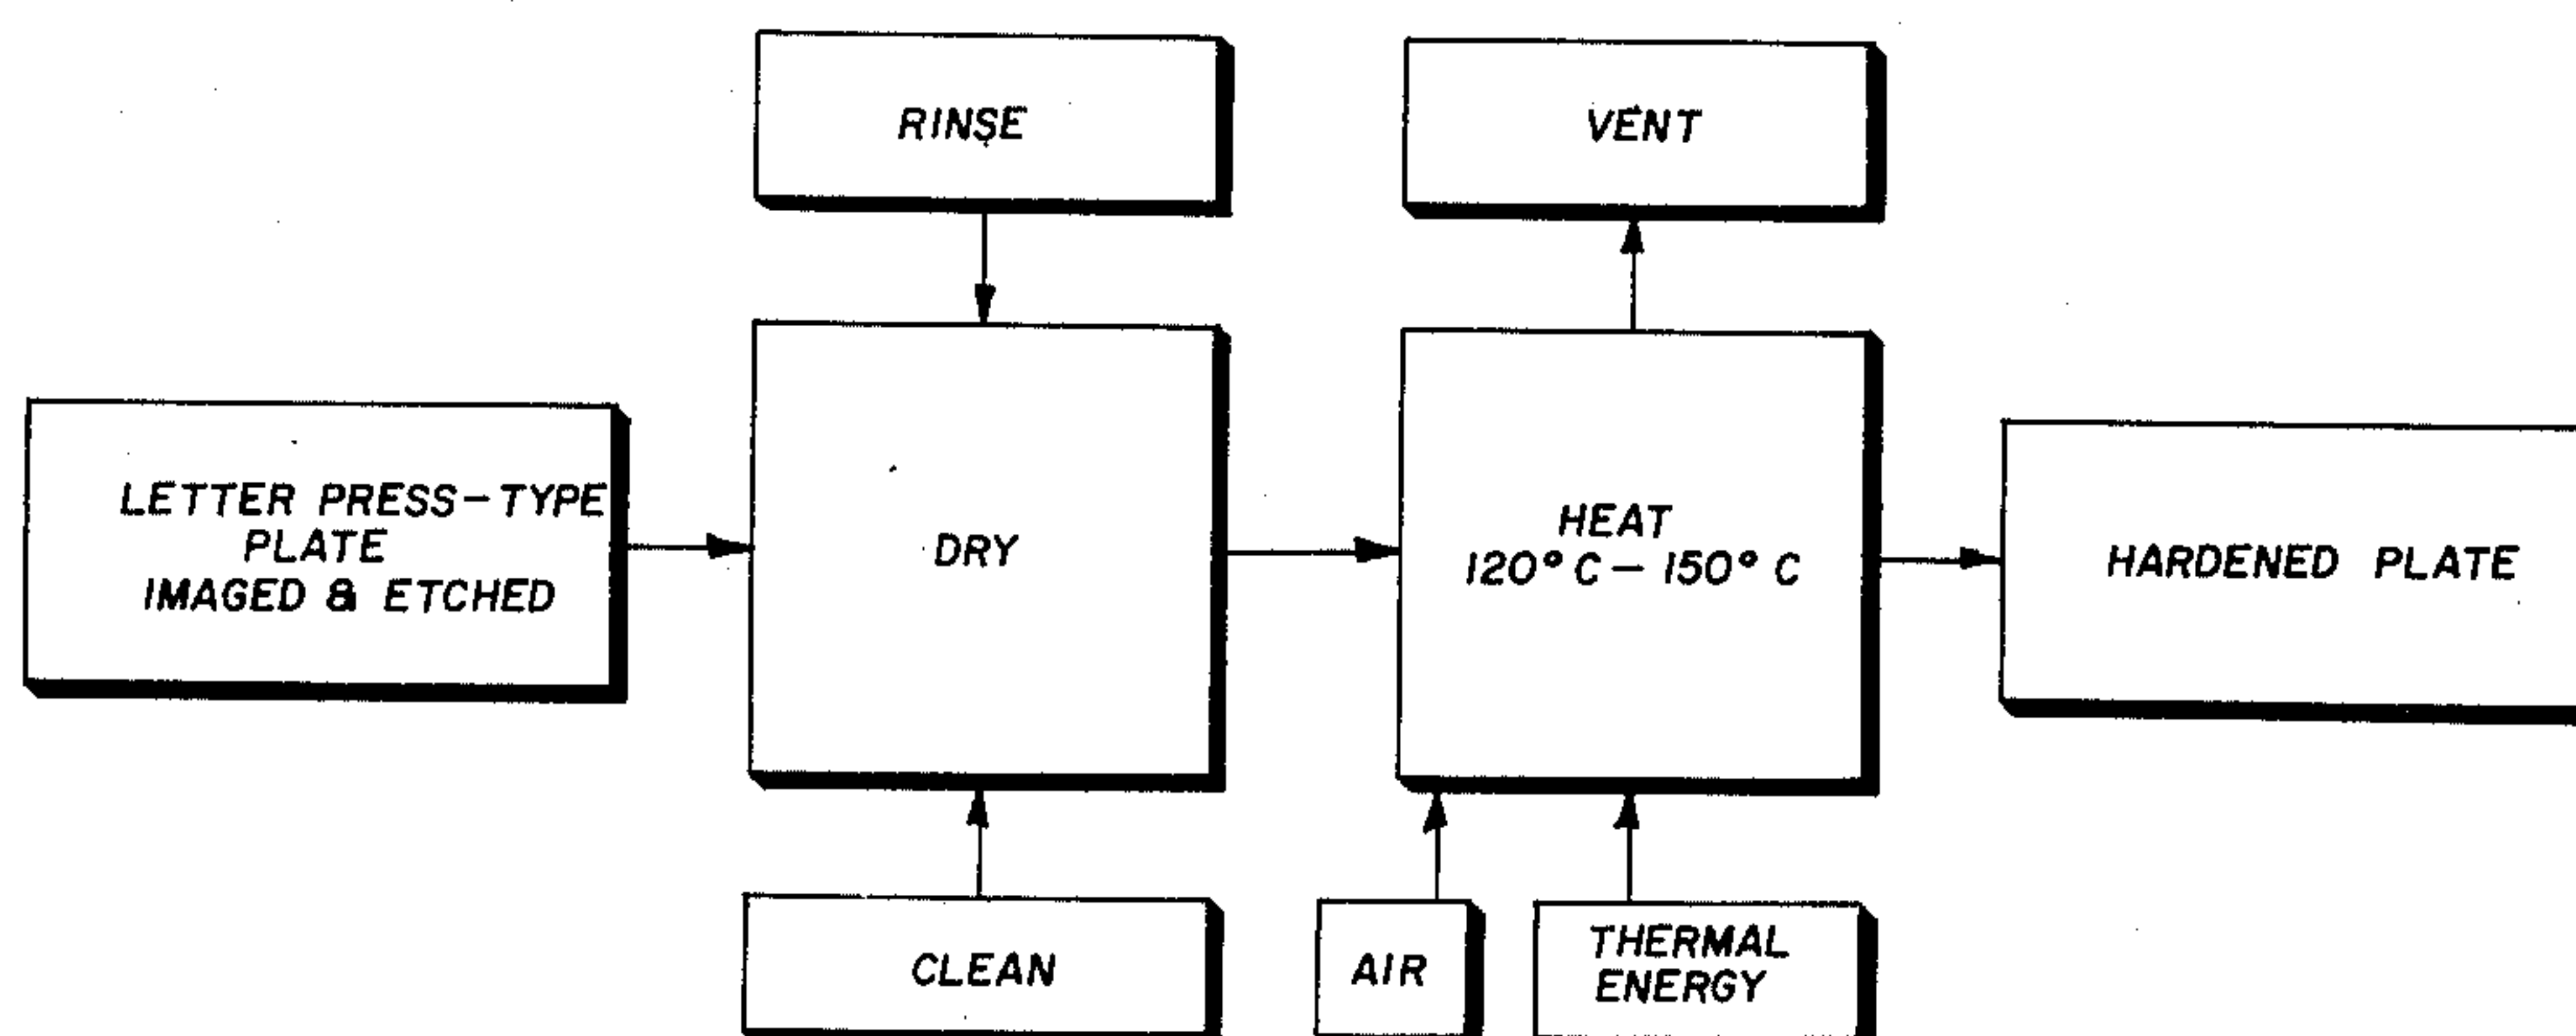 RINSE
VENT
LETTER PRESS-TYPE
PLATE
IMAGED & ETCHED
DRY
HEAT
120° C - 150° C
HARDENED PLATE
CLEAN
AIR
THERMAL
ENERGY